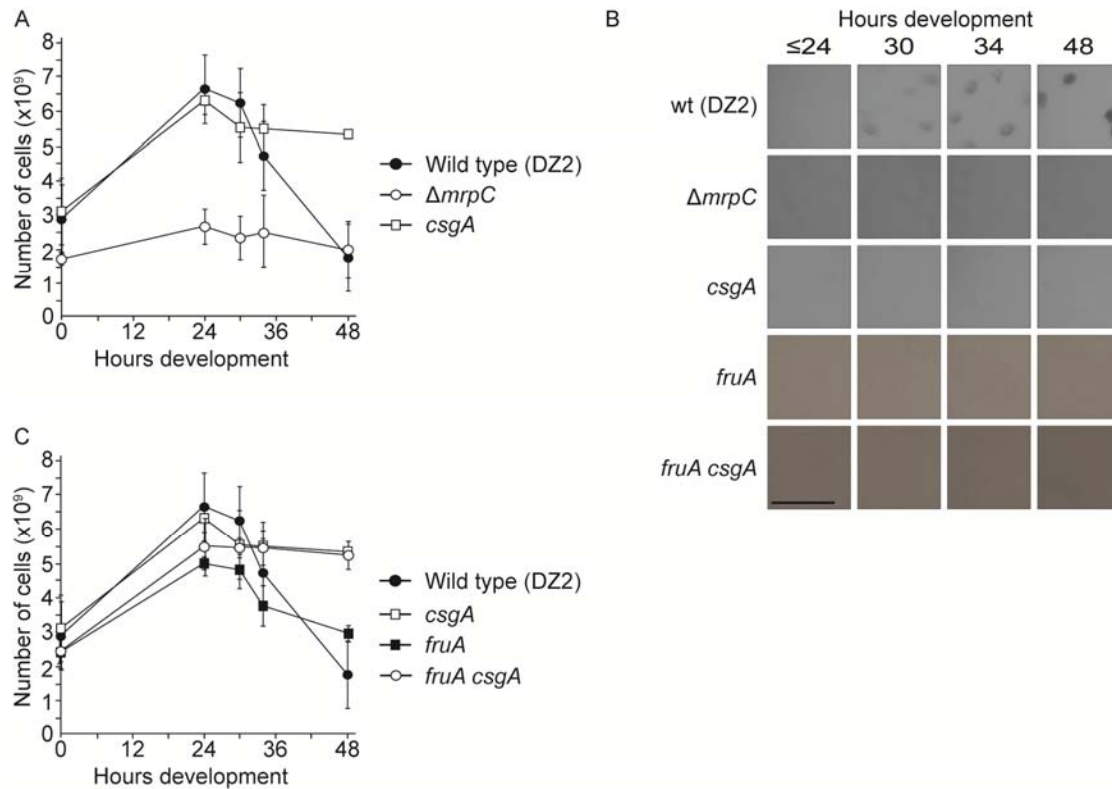 A
Number of cells (x10⁹)
8
7
6
5
4
3
2
1
0
0 12 24 36 48
Hours development
Wild type (DZ2)
ΔmrpC
csgA
B
Hours development
≤24 30 34 48
wt (DZ2)
ΔmrpC
csgA
fruA
fruA csgA
C
Number of cells (x10⁹)
8
7
6
5
4
3
2
1
0
0 12 24 36 48
Hours development
Wild type (DZ2)
csgA
fruA
fruA csgA